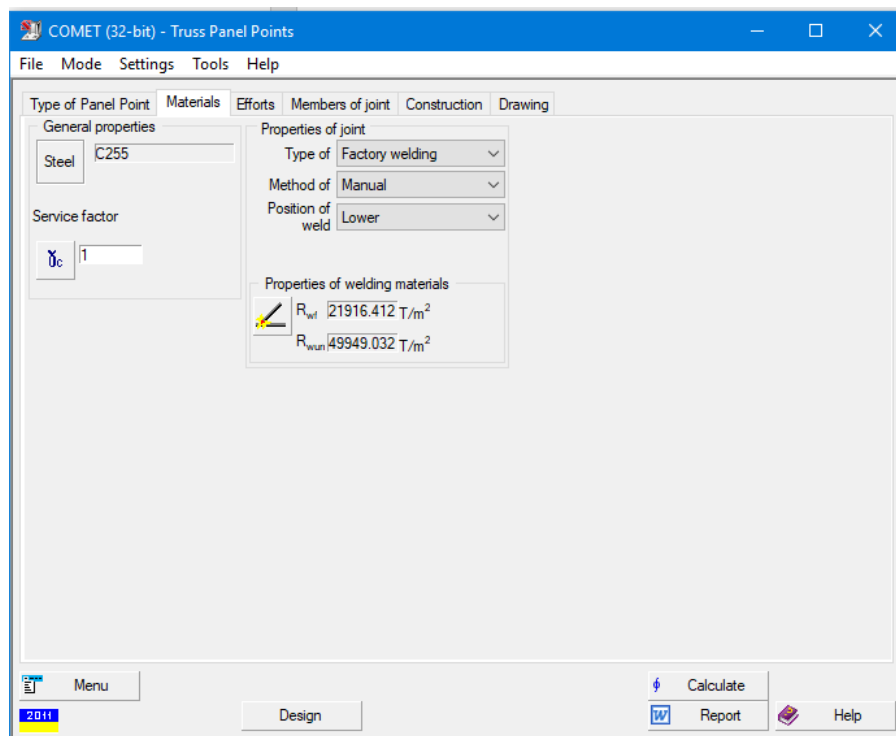 COMET (32-bit) - Truss Panel Points
File Mode Settings Tools Help
Type of Panel Point Materials Efforts Members of joint Construction Drawing
General properties
Steel C255
Service factor
γc 1
Properties of joint
Type of Factory welding
Method of Manual
Position of weld Lower
Properties of welding materials
Rwf 21916.412 T/m²
Rwun 49949.032 T/m²
Menu
Calculate
2011
Design
Report
Help